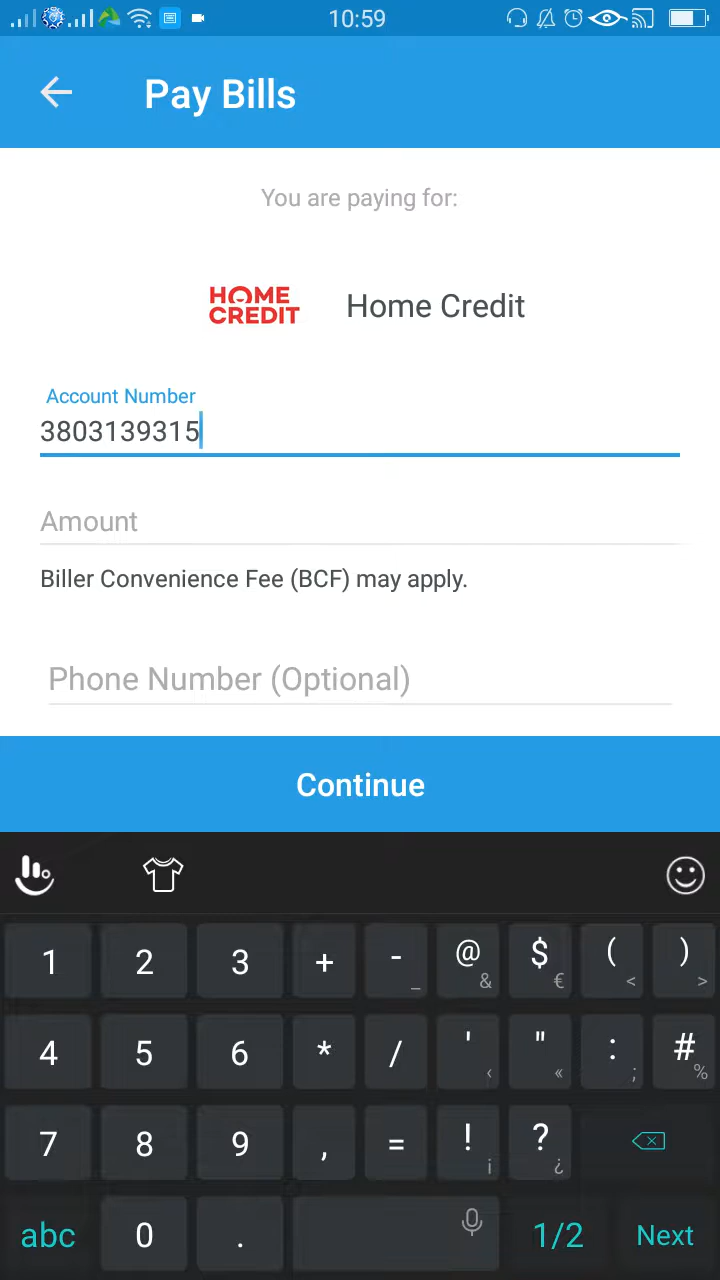 10:59
Pay Bills
You are paying for:
HOME
CREDIT
Home Credit
Account Number
3803139315
Amount
Biller Convenience Fee (BCF) may apply.
Phone Number (Optional)
Continue
1 2 3 + - _ @ & $ € ( < ) >
4 5 6 * / ' ‹ " « : ; # %
7 8 9 , = ! ¡ ? ¿
abc 0 . 1/2 Next